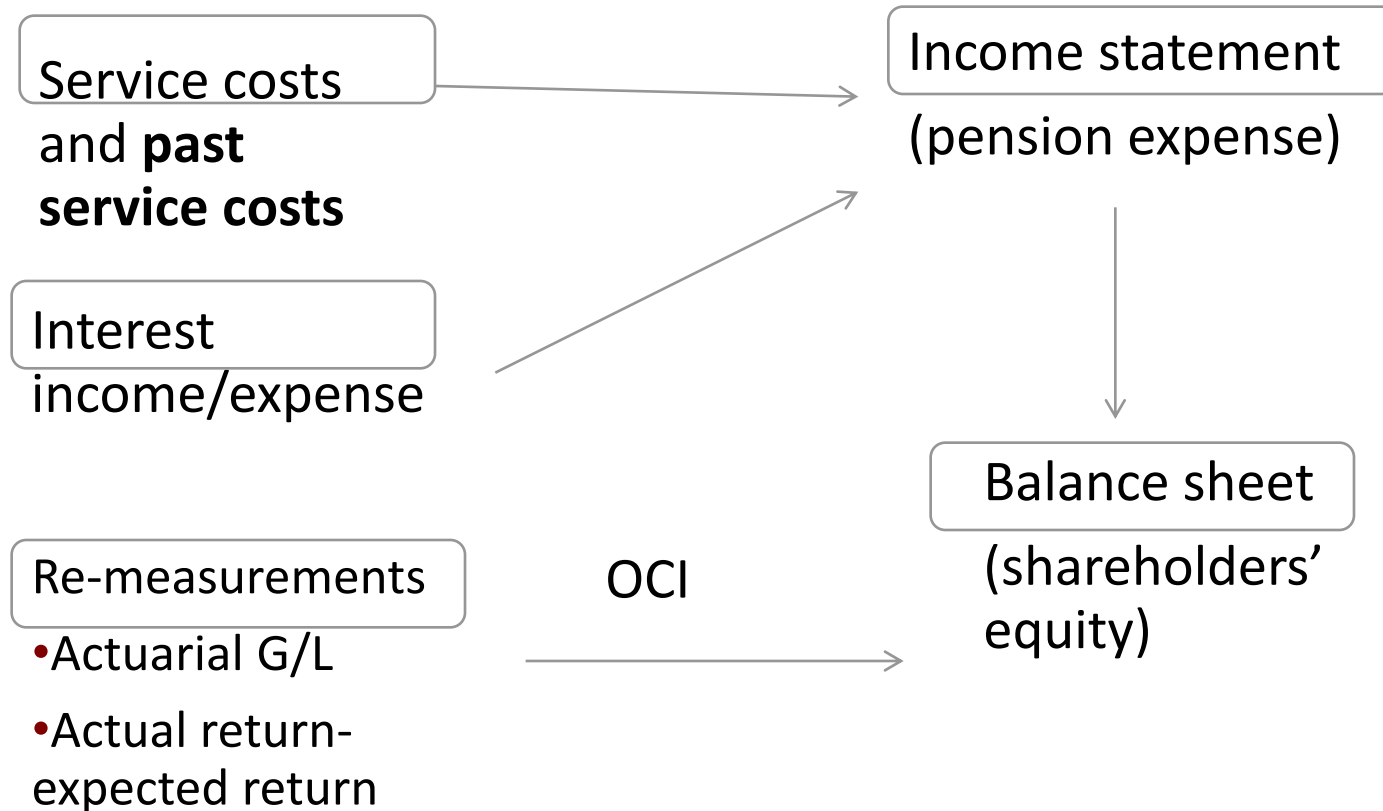 Service costs
and past
service costs
Income statement
(pension expense)
Interest
income/expense
Re-measurements
•Actuarial G/L
•Actual return-
expected return
OCI
Balance sheet
(shareholders’
equity)